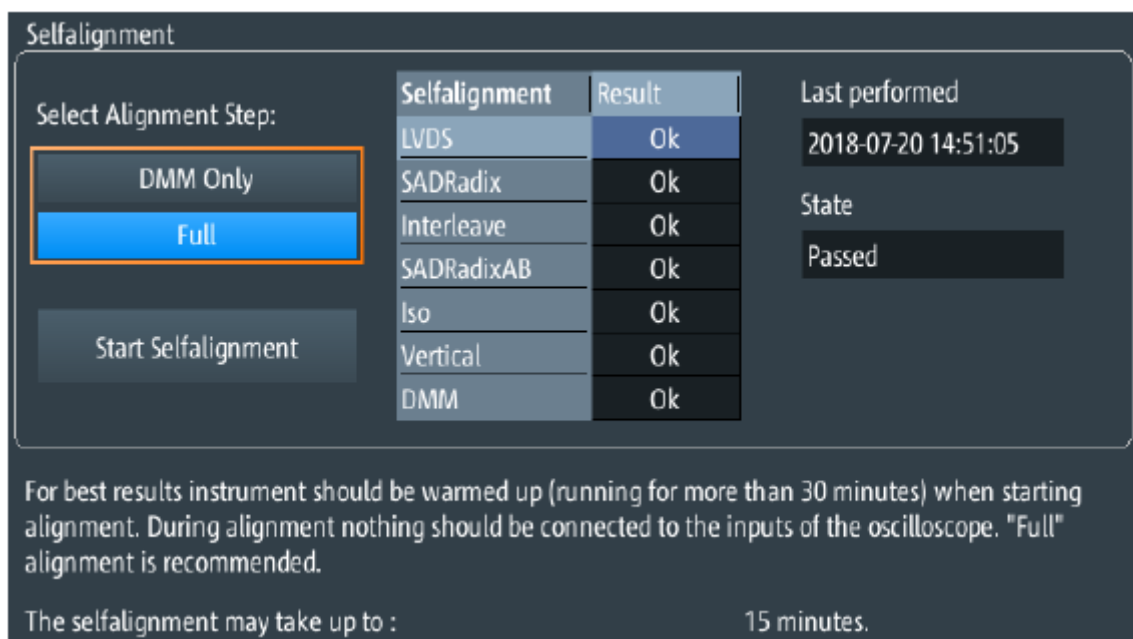 Selfalignment
Select Alignment Step:
DMM Only
Full
Start Selfalignment
Selfalignment Result
LVDS Ok
SADRadix Ok
Interleave Ok
SADRadixAB Ok
Iso Ok
Vertical Ok
DMM Ok
Last performed
2018-07-20 14:51:05
State
Passed
For best results instrument should be warmed up (running for more than 30 minutes) when starting
alignment. During alignment nothing should be connected to the inputs of the oscilloscope. "Full"
alignment is recommended.
The selfalignment may take up to : 15 minutes.